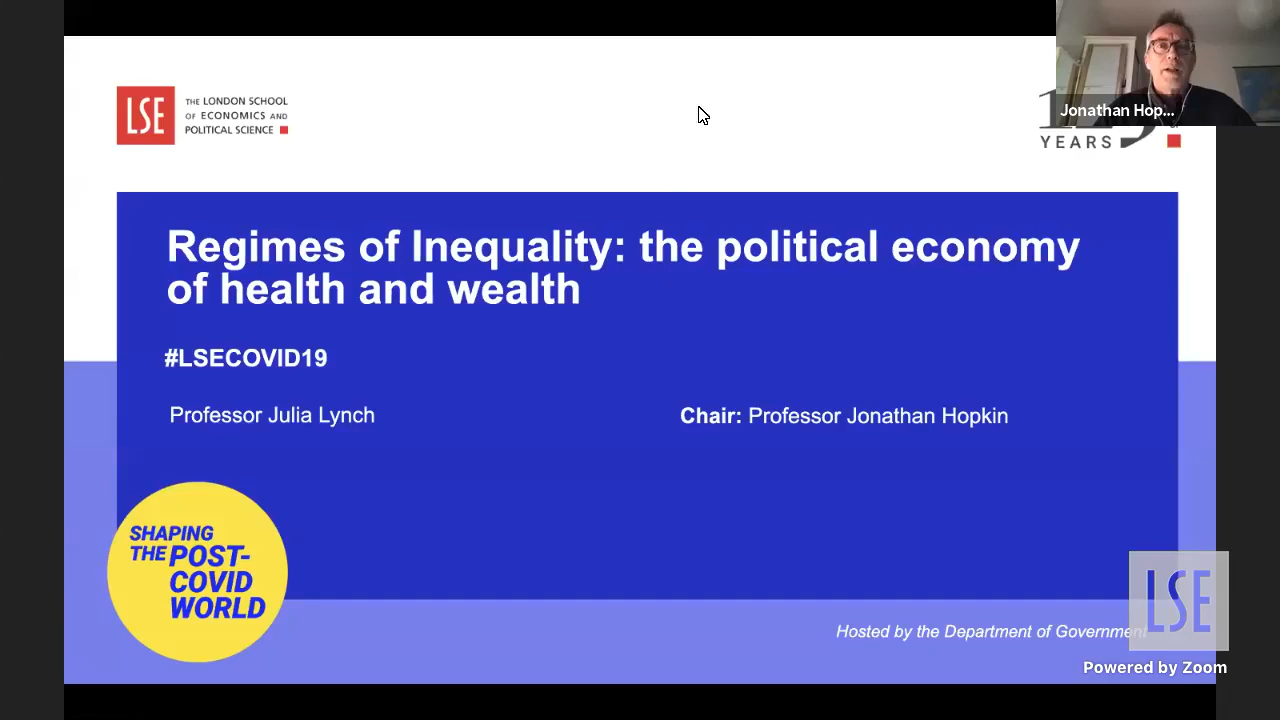 LSE
THE LONDON SCHOOL
OF ECONOMICS AND
POLITICAL SCIENCE
YEARS
Jonathan Hop...
Regimes of Inequality: the political economy
of health and wealth
#LSECOVID19
Professor Julia Lynch
Chair: Professor Jonathan Hopkin
SHAPING
THE POST-
COVID
WORLD
Hosted by the Department of Government
LSE
Powered by Zoom